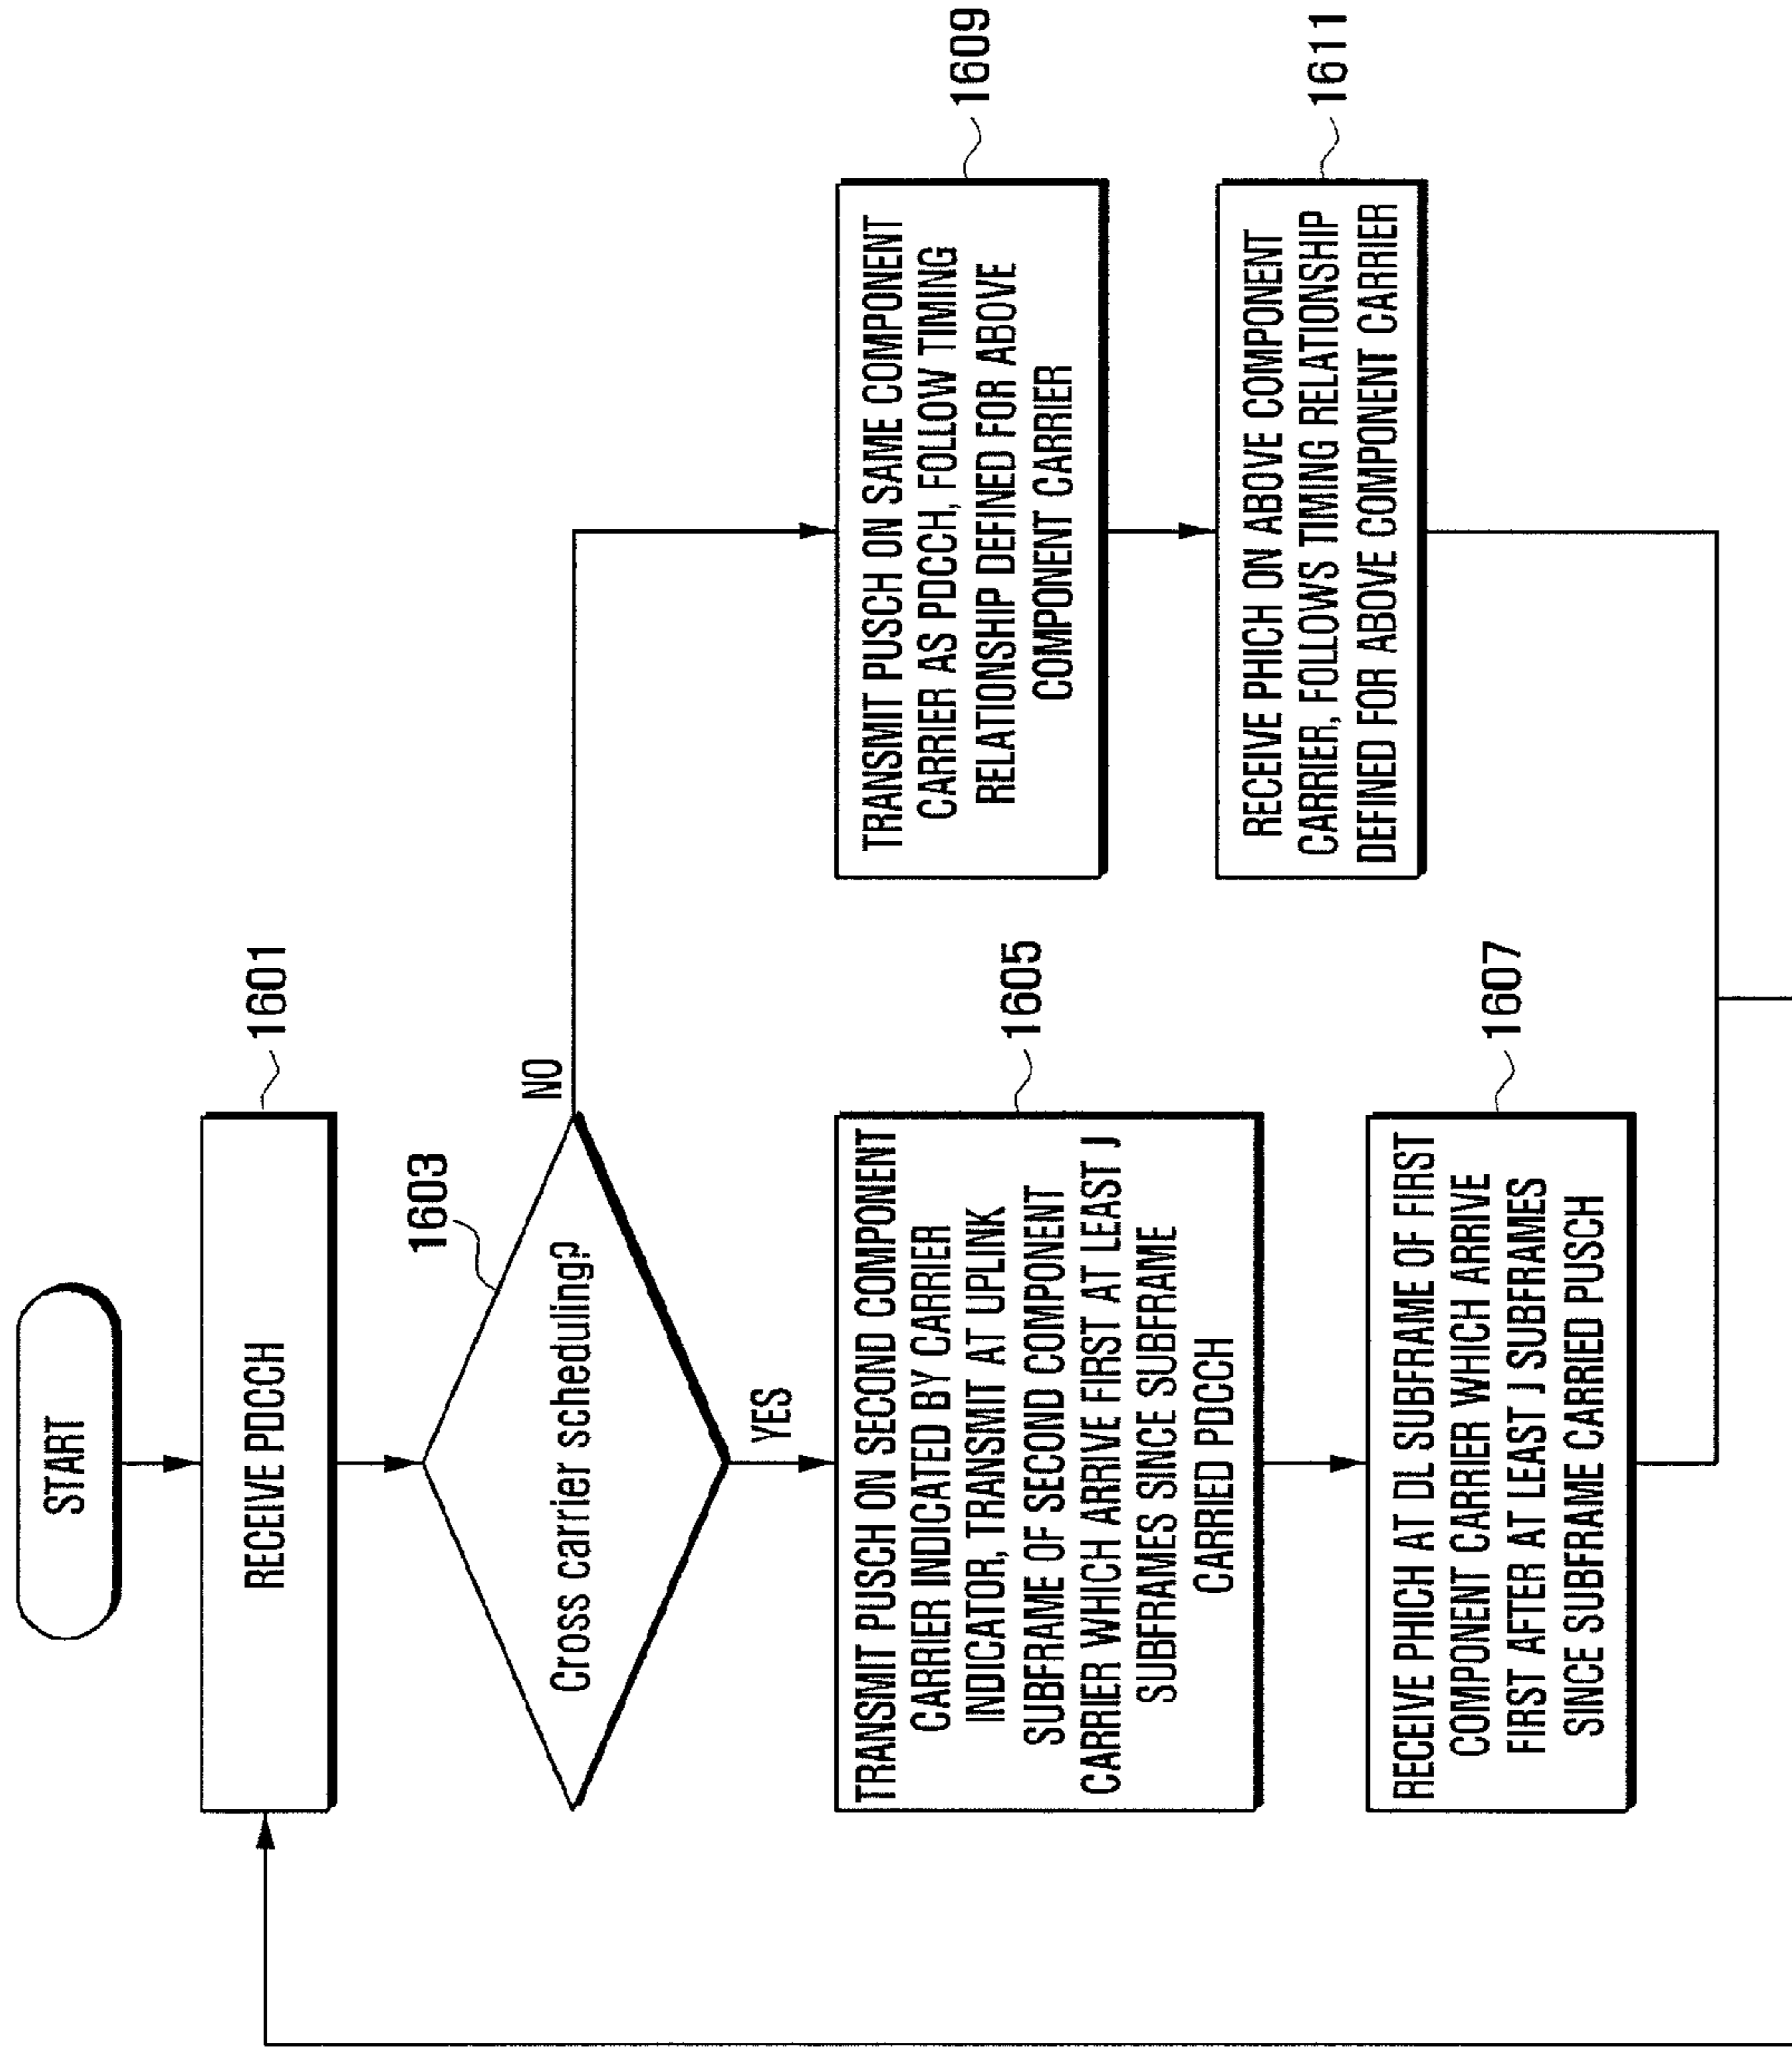 START
RECEIVE PDCCH
1601
1603
Cross carrier scheduling?
NO
YES
TRANSMIT PUSCH ON SECOND COMPONENT
CARRIER INDICATED BY CARRIER
INDICATOR, TRANSMIT AT UPLINK
SUBFRAME OF SECOND COMPONENT
CARRIER WHICH ARRIVE FIRST AT LEAST J
SUBFRAMES SINCE SUBFRAME
CARRIED PDCCH
1605
RECEIVE PHICH AT DL SUBFRAME OF FIRST
COMPONENT CARRIER WHICH ARRIVE
FIRST AFTER AT LEAST J SUBFRAMES
SINCE SUBFRAME CARRIED PUSCH
1607
TRANSMIT PUSCH ON SAME COMPONENT
CARRIER AS PDCCH, FOLLOW TIMING
RELATIONSHIP DEFINED FOR ABOVE
COMPONENT CARRIER
1609
RECEIVE PHICH ON ABOVE COMPONENT
CARRIER, FOLLOWS TIMING RELATIONSHIP
DEFINED FOR ABOVE COMPONENT CARRIER
1611